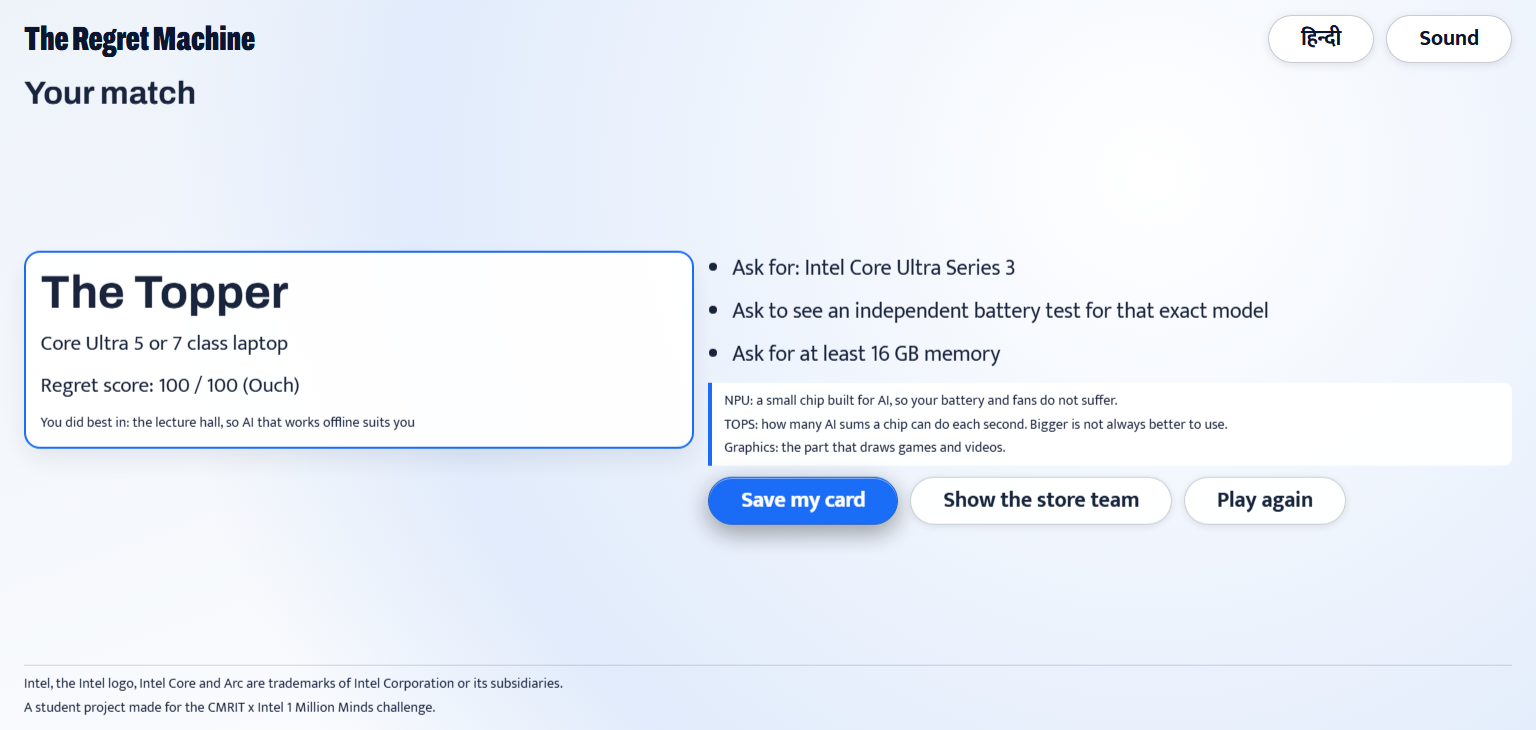 The Regret Machine
हिन्दी
Sound
Your match
The Topper
Core Ultra 5 or 7 class laptop
Regret score: 100 / 100 (Ouch)
You did best in: the lecture hall, so AI that works offline suits you
Ask for: Intel Core Ultra Series 3
Ask to see an independent battery test for that exact model
Ask for at least 16 GB memory
NPU: a small chip built for AI, so your battery and fans do not suffer.
TOPS: how many AI sums a chip can do each second. Bigger is not always better to use.
Graphics: the part that draws games and videos.
Save my card
Show the store team
Play again
Intel, the Intel logo, Intel Core and Arc are trademarks of Intel Corporation or its subsidiaries.
A student project made for the CMRIT x Intel 1 Million Minds challenge.